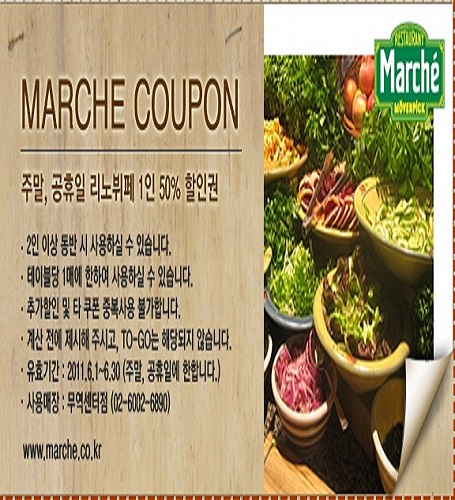 RESTAURANT
Marché
MÖVENPICK
MARCHE COUPON
주말, 공휴일 리노뷔페 1인 50% 할인권
· 2인 이상 동반 시 사용하실 수 있습니다.
· 테이블당 1매에 한하여 사용하실 수 있습니다.
· 추가할인 및 타 쿠폰 중복사용 불가합니다.
· 계산 전에 제시해 주시고, TO-GO는 해당되지 않습니다.
· 유효기간 : 2011.6.1~6.30 (주말, 공휴일에 한합니다.)
· 사용매장 : 무역센터점 (02-6002-6890)
www.marche.co.kr